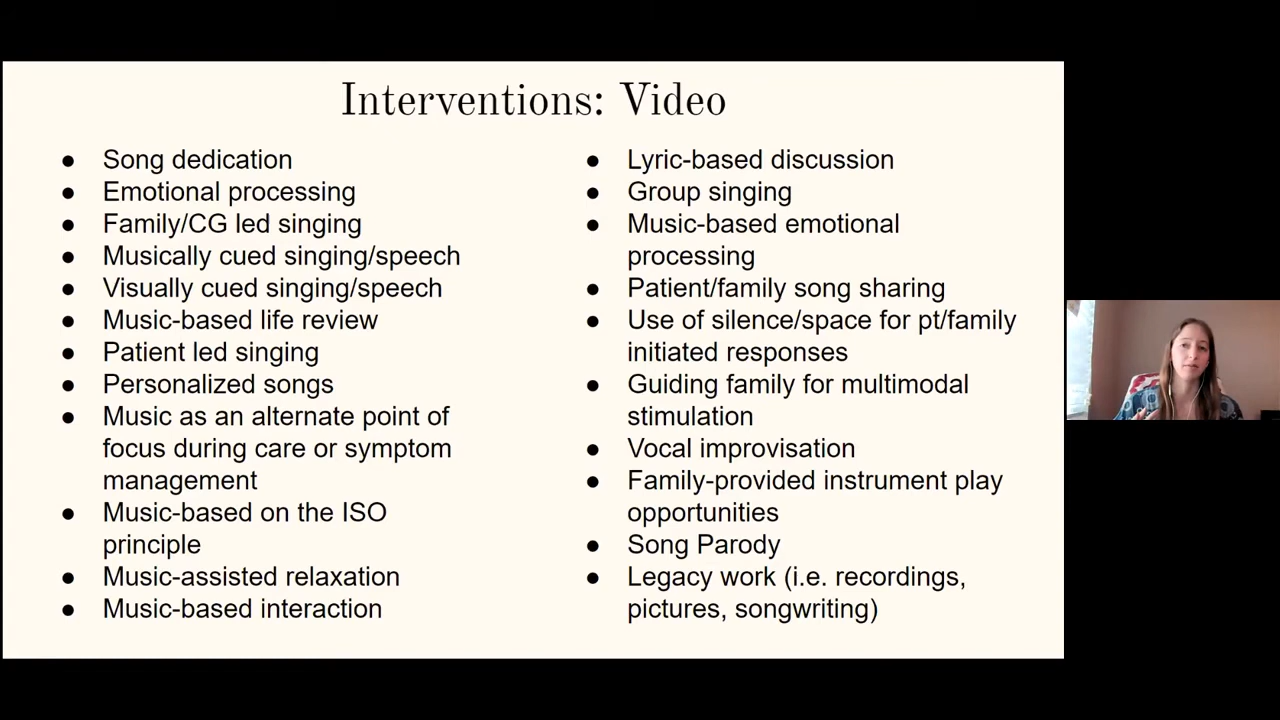 Interventions: Video
● Song dedication
● Emotional processing
● Family/CG led singing
● Musically cued singing/speech
● Visually cued singing/speech
● Music-based life review
● Patient led singing
● Personalized songs
● Music as an alternate point of
focus during care or symptom
management
● Music-based on the ISO
principle
● Music-assisted relaxation
● Music-based interaction
● Lyric-based discussion
● Group singing
● Music-based emotional
processing
● Patient/family song sharing
● Use of silence/space for pt/family
initiated responses
● Guiding family for multimodal
stimulation
● Vocal improvisation
● Family-provided instrument play
opportunities
● Song Parody
● Legacy work (i.e. recordings,
pictures, songwriting)